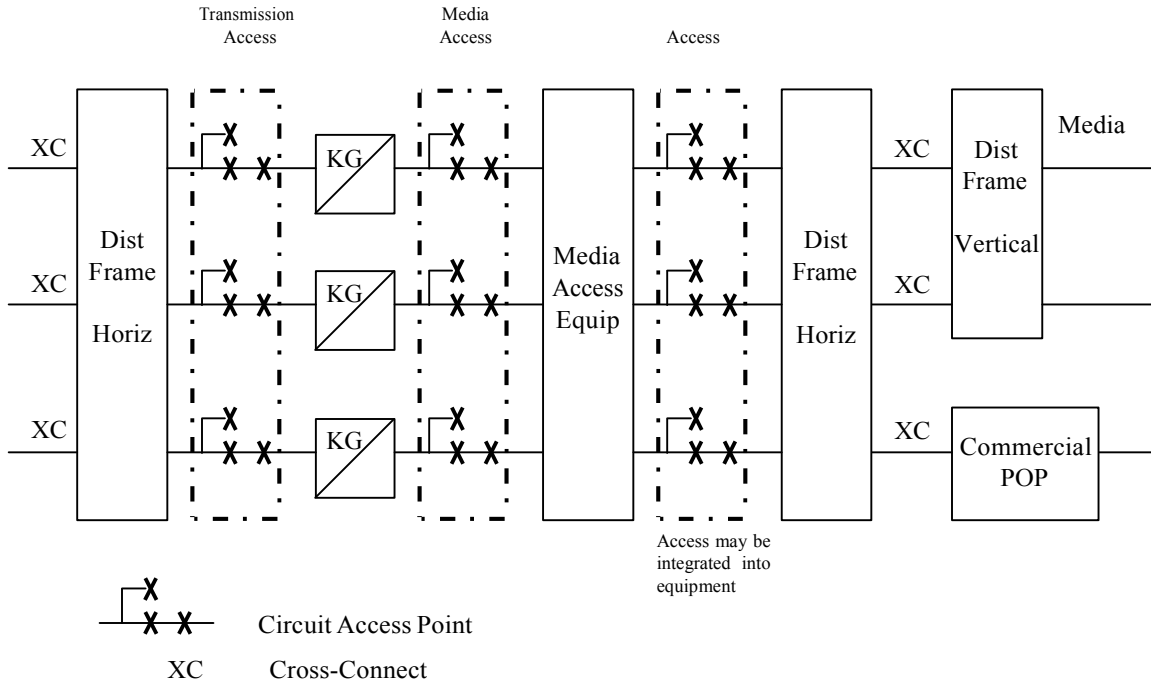 Transmission
Access
Media
Access
Access
XC
XC
XC
Dist
Frame
Horiz
KG
KG
KG
Media
Access
Equip
Dist
Frame
Horiz
XC
XC
XC
Dist
Frame
Vertical
Media
Commercial
POP
Access may be
integrated into
equipment
Circuit Access Point
XC Cross-Connect